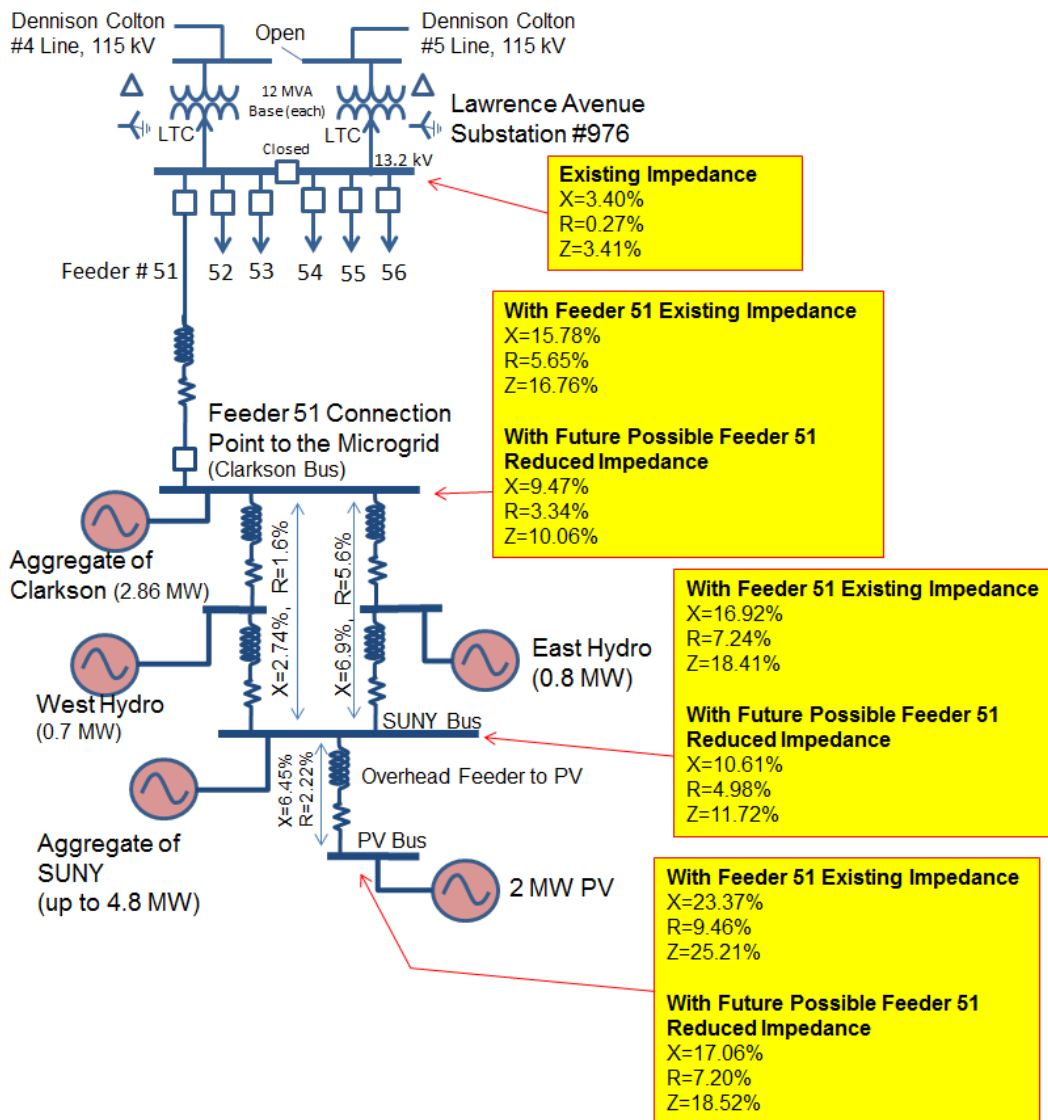 Dennison Colton
#4 Line, 115 kV
Open
Dennison Colton
#5 Line, 115 kV
12 MVA
Base (each)
LTC
LTC
Lawrence Avenue
Substation #976
Closed
13.2 kV
Existing Impedance
X=3.40%
R=0.27%
Z=3.41%
Feeder # 51
52
53
54
55
56
With Feeder 51 Existing Impedance
X=15.78%
R=5.65%
Z=16.76%
With Future Possible Feeder 51
Reduced Impedance
X=9.47%
R=3.34%
Z=10.06%
Feeder 51 Connection
Point to the Microgrid
(Clarkson Bus)
Aggregate of
Clarkson (2.86 MW)
X=2.74%, R=1.6%
X=6.9%, R=5.6%
West Hydro
(0.7 MW)
East Hydro
(0.8 MW)
SUNY Bus
With Feeder 51 Existing Impedance
X=16.92%
R=7.24%
Z=18.41%
With Future Possible Feeder 51
Reduced Impedance
X=10.61%
R=4.98%
Z=11.72%
Overhead Feeder to PV
X=6.45%
R=2.22%
Aggregate of
SUNY
(up to 4.8 MW)
PV Bus
2 MW PV
With Feeder 51 Existing Impedance
X=23.37%
R=9.46%
Z=25.21%
With Future Possible Feeder 51
Reduced Impedance
X=17.06%
R=7.20%
Z=18.52%